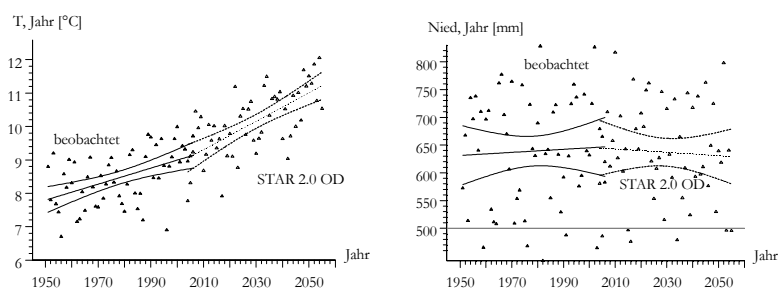 T, Jahr [°C]
12
11
10
9
8
7
6
beobachtet
STAR 2.0 OD
Jahr
1950 1970 1990 2010 2030 2050
Nied, Jahr [mm]
800
750
700
650
600
550
500
beobachtet
STAR 2.0 OD
Jahr
1950 1970 1990 2010 2030 2050